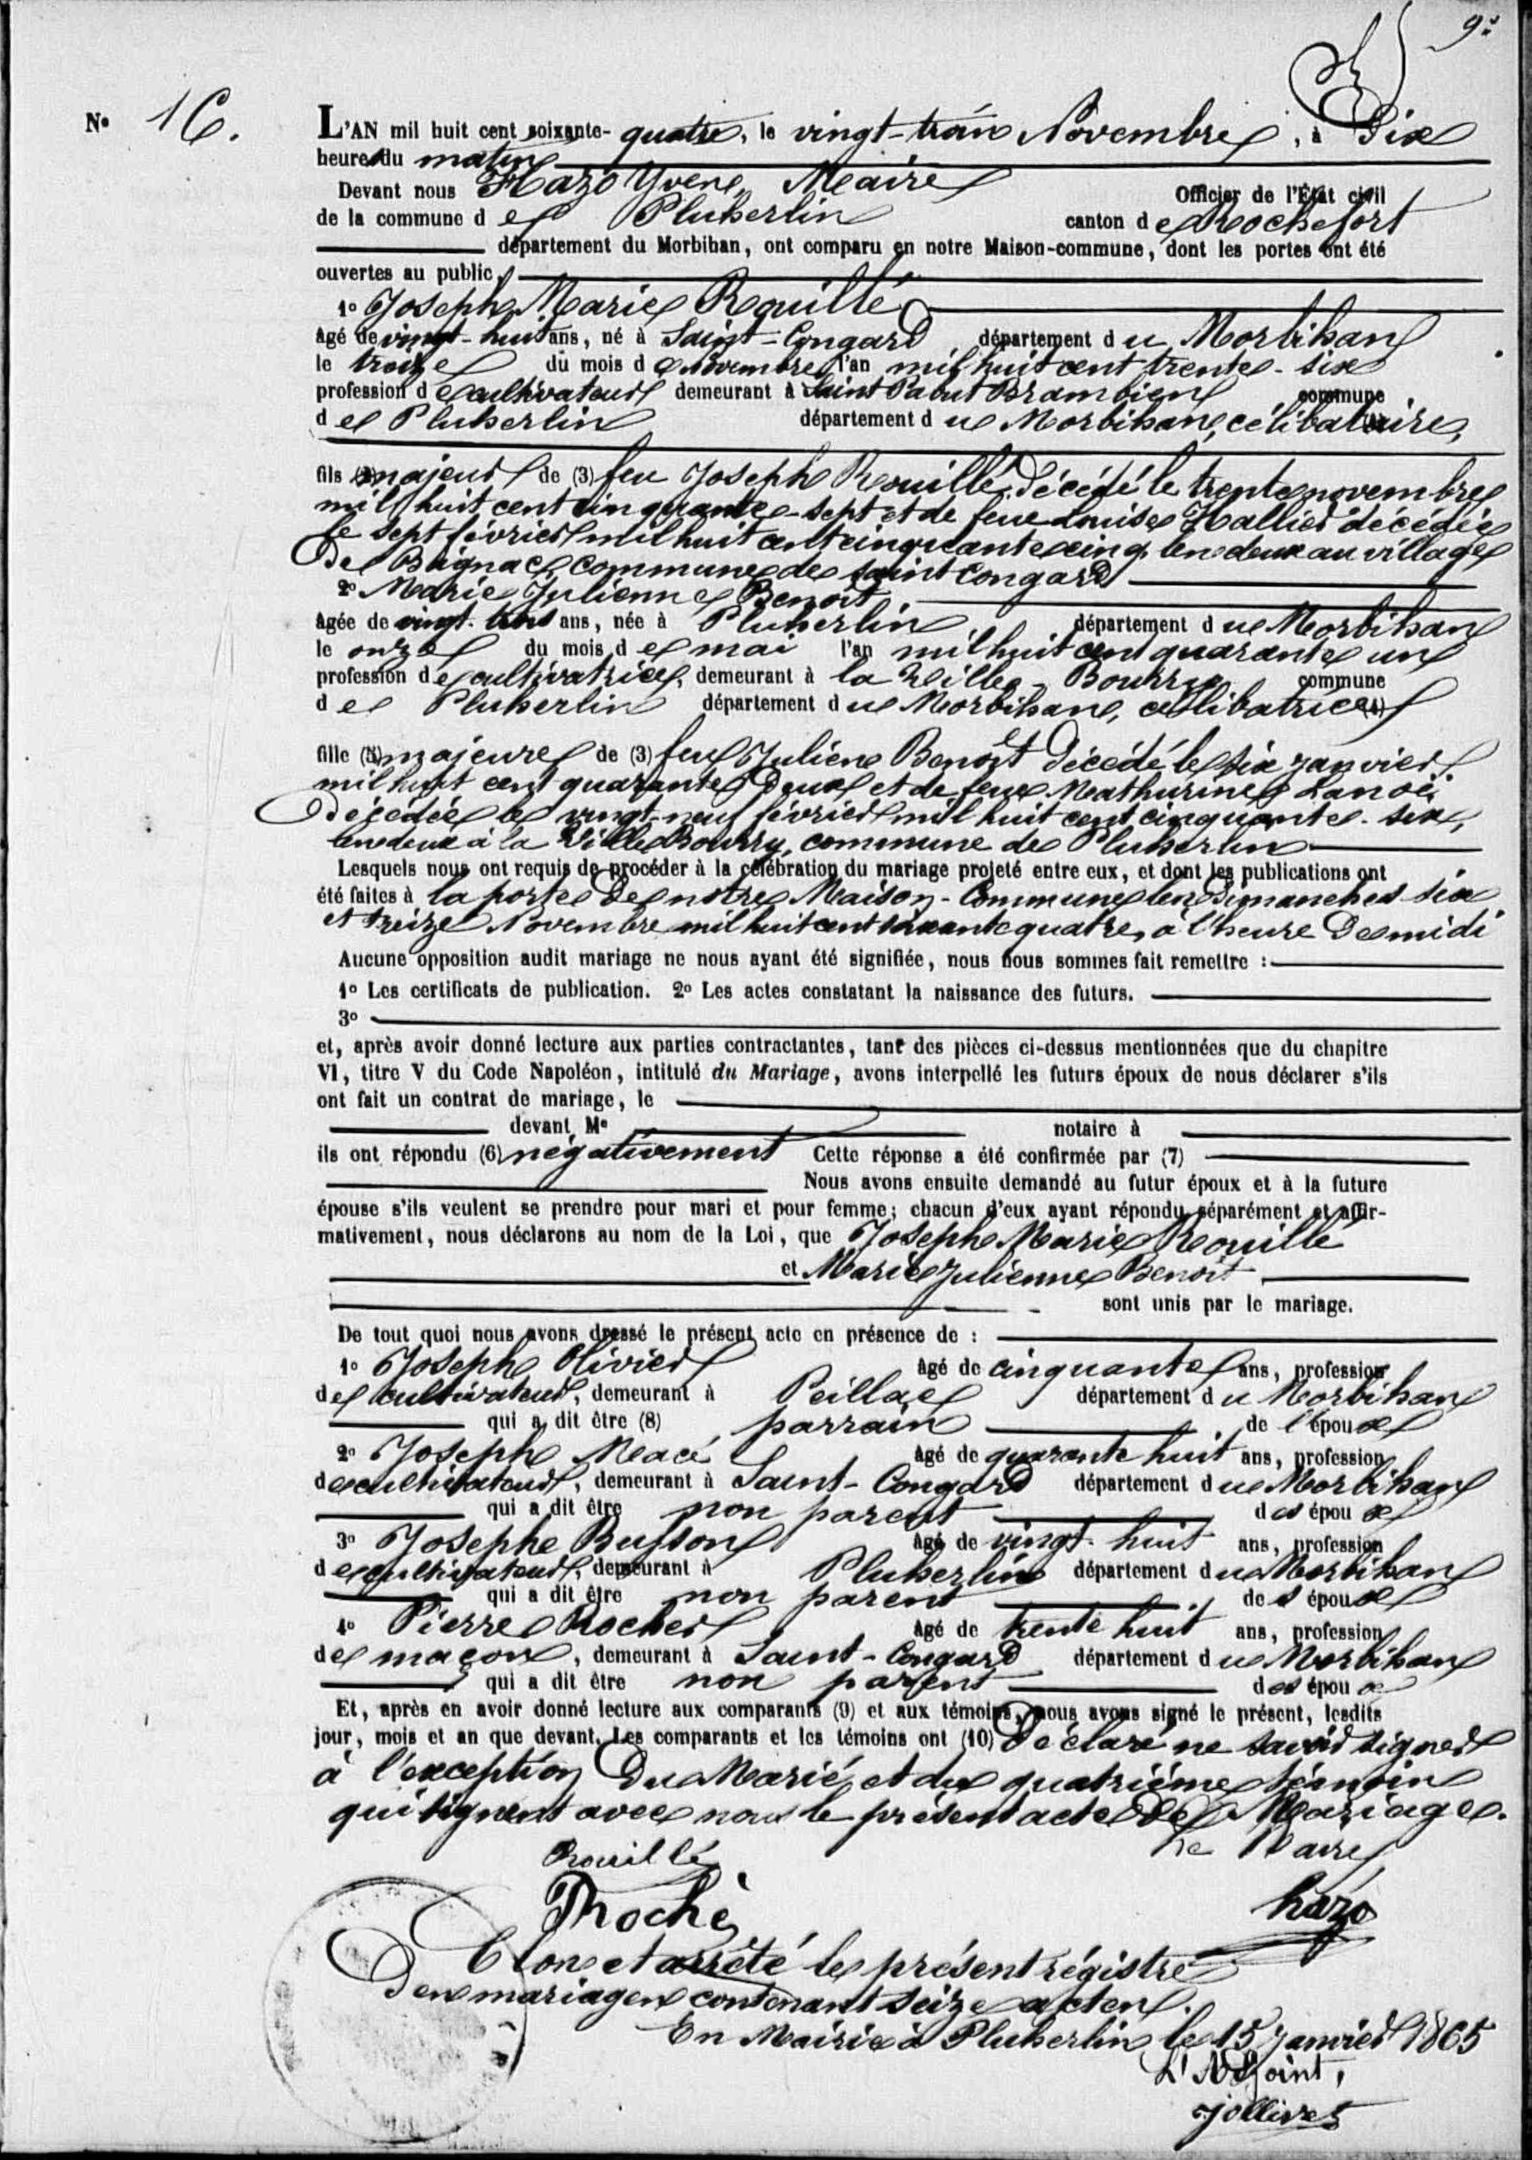 9e
No 16.
L'AN mil huit cent soixante-quatre, le vingt-trois Novembre, à Dix
heures du matin
Devant nous Hazo Yves, Maire Officier de l'État civil
de la commune de Pluherlin canton de Rochefort
département du Morbihan, ont comparu en notre Maison-commune, dont les portes ont été
ouvertes au public,
1o Joseph Marie Rouillé
âgé de vingt-huit ans, né à Saint-Congard département du Morbihan
le treize du mois de Novembre l'an mil huit cent trente-six
profession de cultivateur demeurant à Saint Pabut Brambien commune
de Pluherlin département du Morbihan, célibataire,
fils majeur de (3) feu Joseph Rouillé, décédé le trente novembre
mil huit cent cinquante-sept et de feue Louise Hallier décédée
le sept février mil huit cent cinquante cinq, les deux au village
de Bignac commune de saint Congard
2o Marie Julienne Benoit
âgée de vingt-trois ans, née à Pluherlin département du Morbihan
le onze du mois de mai l'an mil huit cent quarante un
profession de cultivatrice, demeurant à la Ville-Bourry commune
de Pluherlin département du Morbihan, célibatrice (4)
fille (5) majeure de (3) feu Julien Benoît décédé le six janvier
mil huit cent quarante Deux et de feue Mathurine Lanoé
décédée le vingt-neuf février mil huit cent cinquante-six,
les deux à la Ville Bourry, commune de Pluherlin
Lesquels nous ont requis de procéder à la célébration du mariage projeté entre eux, et dont les publications ont
été faites à la porte de notre Maison-Commune les Dimanches six
et treize Novembre mil huit cent soixante quatre, à l'heure de midi
Aucune opposition audit mariage ne nous ayant été signifiée, nous nous sommes fait remettre :
1o Les certificats de publication. 2o Les actes constatant la naissance des futurs.
3o
et, après avoir donné lecture aux parties contractantes, tant des pièces ci-dessus mentionnées que du chapitre
VI, titre V du Code Napoléon, intitulé du Mariage, avons interpellé les futurs époux de nous déclarer s'ils
ont fait un contrat de mariage, le
devant Me notaire à
ils ont répondu (6) négativement Cette réponse a été confirmée par (7)
Nous avons ensuite demandé au futur époux et à la future
épouse s'ils veulent se prendre pour mari et pour femme; chacun d'eux ayant répondu séparément et affir-
mativement, nous déclarons au nom de la Loi, que Joseph Marie Rouillé
et Marie Julienne Benoit
sont unis par le mariage.
De tout quoi nous avons dressé le présent acte en présence de :
1o Joseph Olivier âgé de cinquante ans, profession
de cultivateur, demeurant à Peillac département du Morbihan
qui a dit être (8) parrain de l'époux
2o Joseph Macé âgé de quarante huit ans, profession
de cultivateur, demeurant à Saint-Congard département du Morbihan
qui a dit être non parent des époux
3o Josephe Busson âgé de vingt-huit ans, profession
de cultivateur, demeurant à Pluherlin département du Morbihan
qui a dit être non parent des époux
4o Pierre Rocher âgé de trente huit ans, profession
de maçon, demeurant à Saint-Congard département du Morbihan
qui a dit être non parent des époux
Et, après en avoir donné lecture aux comparants (9) et aux témoins, nous avons signé le présent, lesdits
jour, mois et an que devant. Les comparants et les témoins ont (10) Déclaré ne savoir signer
à l'exception Du Marié, et du quatriéme témoin
qui signent avec nous le présent acte de Mariage.
Le Maire
Rouillé
Rochè hazo
Clos et arrêté le présent régistre
Des mariages contenant seize actes.
En Mairie à Pluherlin le 15 janvier 1865
L'Adjoint,
Jollivet